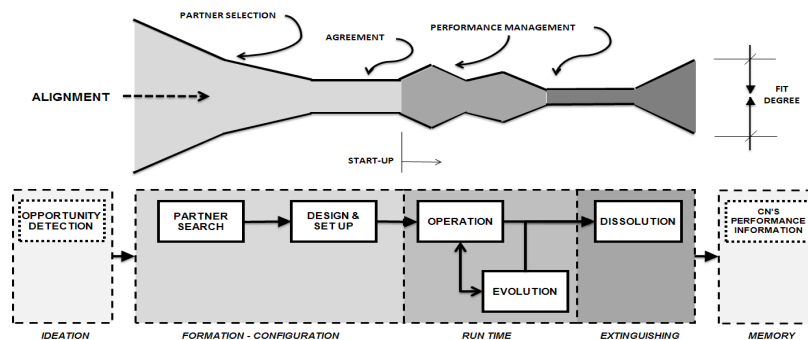 PARTNER SELECTION
AGREEMENT
PERFORMANCE MANAGEMENT
ALIGNMENT
FIT
DEGREE
START-UP
OPPORTUNITY
DETECTION
PARTNER
SEARCH
DESIGN &
SET UP
OPERATION
EVOLUTION
DISSOLUTION
CN'S
PERFORMANCE
INFORMATION
IDEATION
FORMATION - CONFIGURATION
RUN TIME
EXTINGUISHING
MEMORY